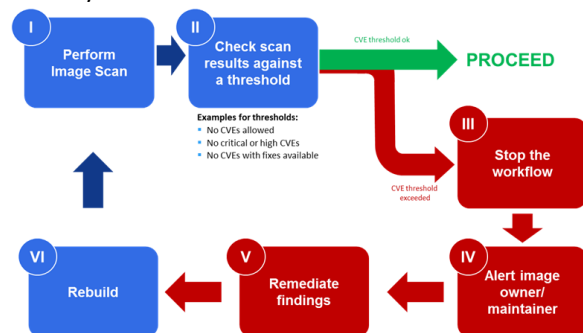 I
Perform
Image Scan
II
Check scan
results against
a threshold
CVE threshold ok
PROCEED
Examples for thresholds:
No CVEs allowed
No critical or high CVEs
No CVEs with fixes available
CVE threshold
exceeded
III
Stop the
workflow
IV
Alert image
owner/
maintainer
V
Remediate
findings
VI
Rebuild